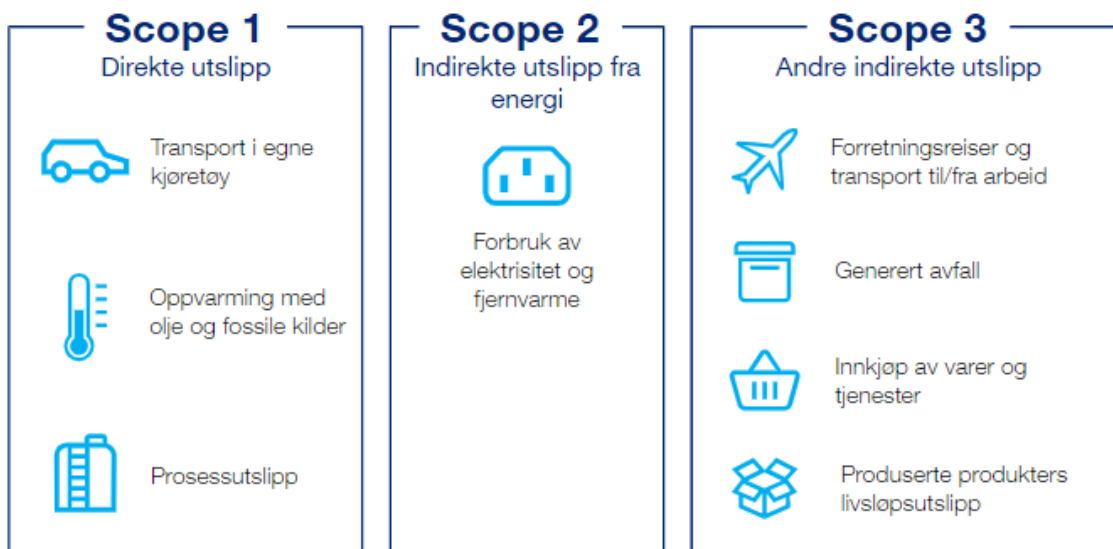 Scope 1
Direkte utslipp
Transport i egne
kjøretøy
Oppvarming med
olje og fossile kilder
Prosessutslipp
Scope 2
Indirekte utslipp fra
energi
Forbruk av
elektrisitet og
fjernvarme
Scope 3
Andre indirekte utslipp
Forretningsreiser og
transport til/fra arbeid
Generert avfall
Innkjøp av varer og
tjenester
Produserte produkters
livsløpsutslipp